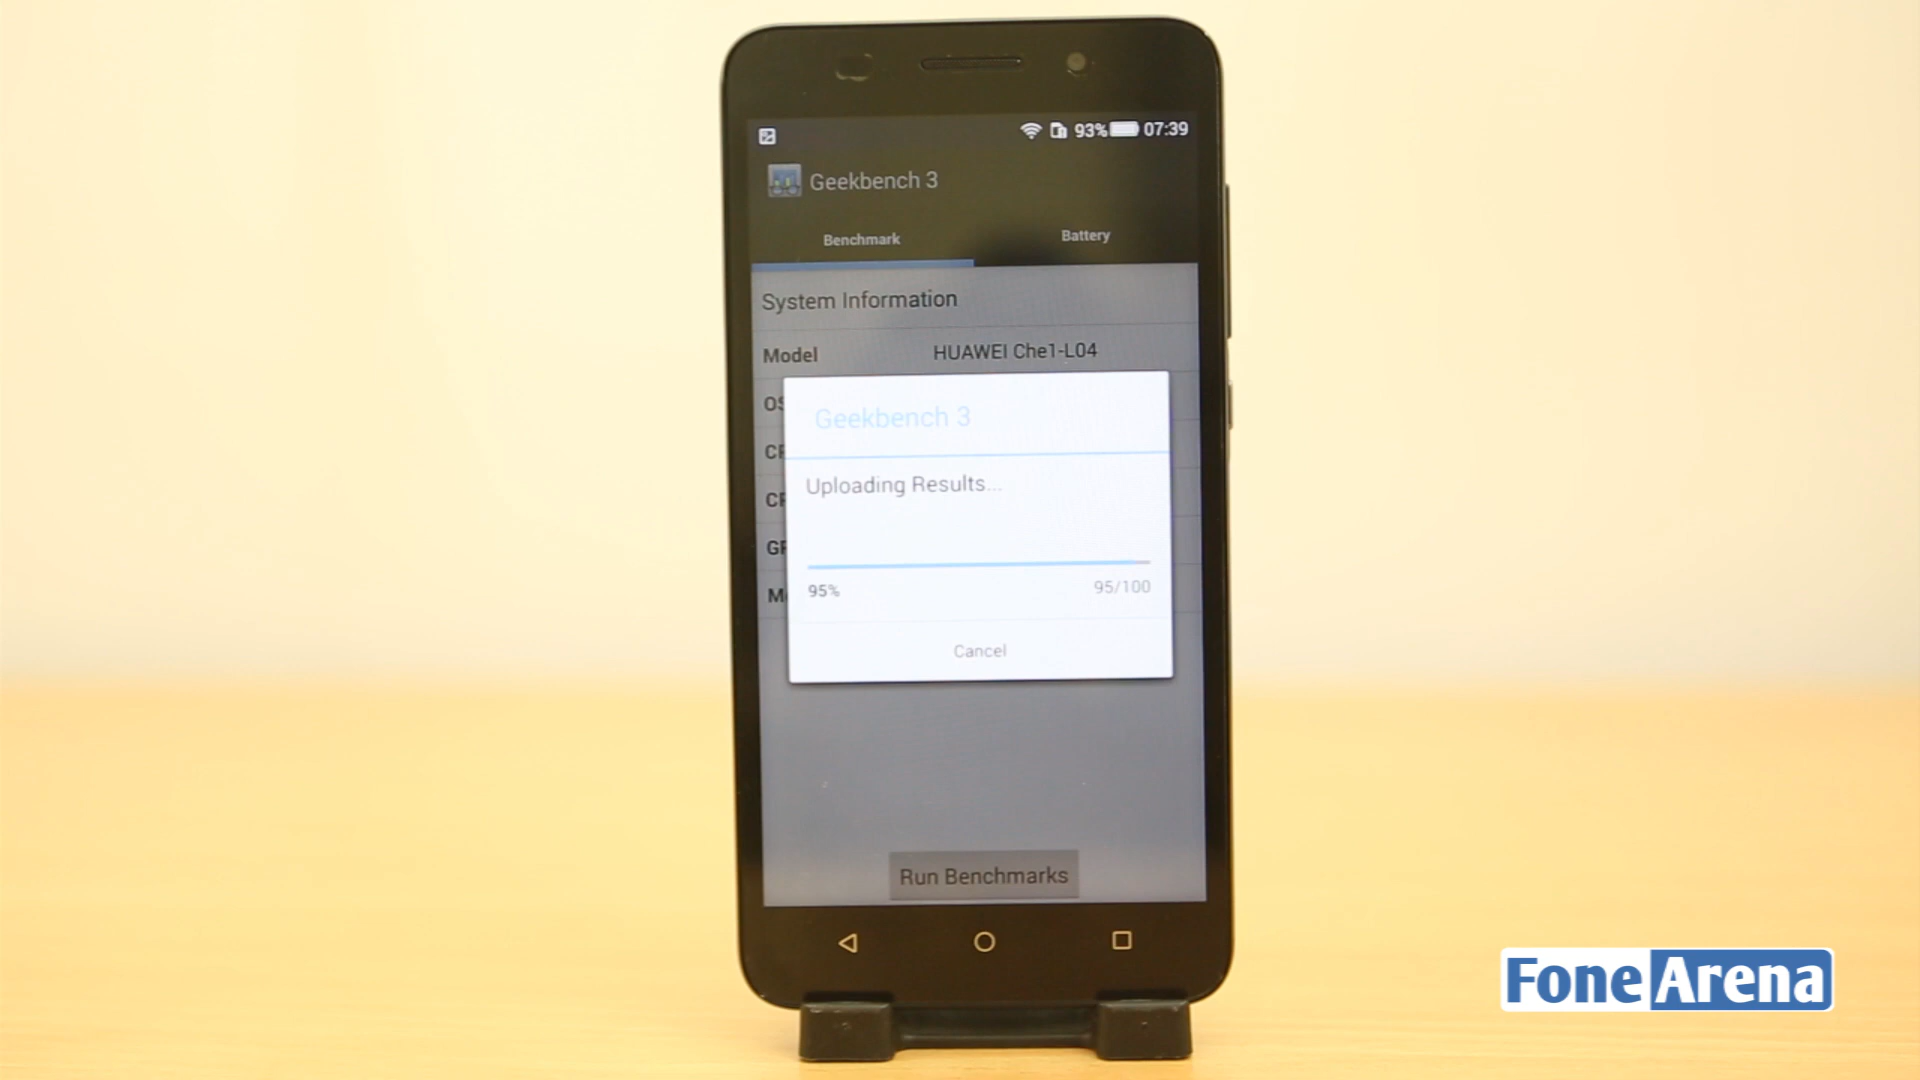 93% 07:39
Geekbench 3
Benchmark Battery
System Information
Model HUAWEI Che1-L04
Geekbench 3
Uploading Results...
95% 95/100
Cancel
Run Benchmarks
FoneArena